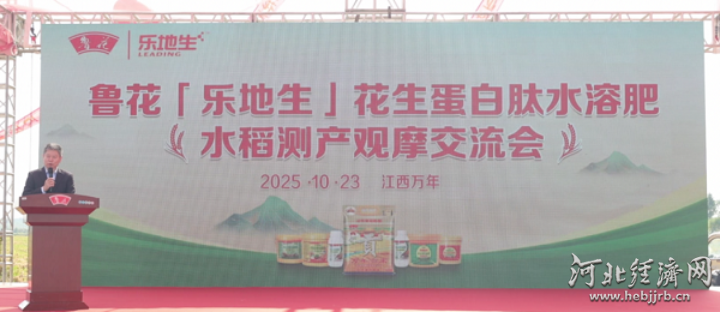 鲁花
乐地生
LEADING
鲁花「乐地生」花生蛋白肽水溶肥
水稻测产观摩交流会
2025·10·23 江西万年
河北经济网
www.hebjjrb.cn